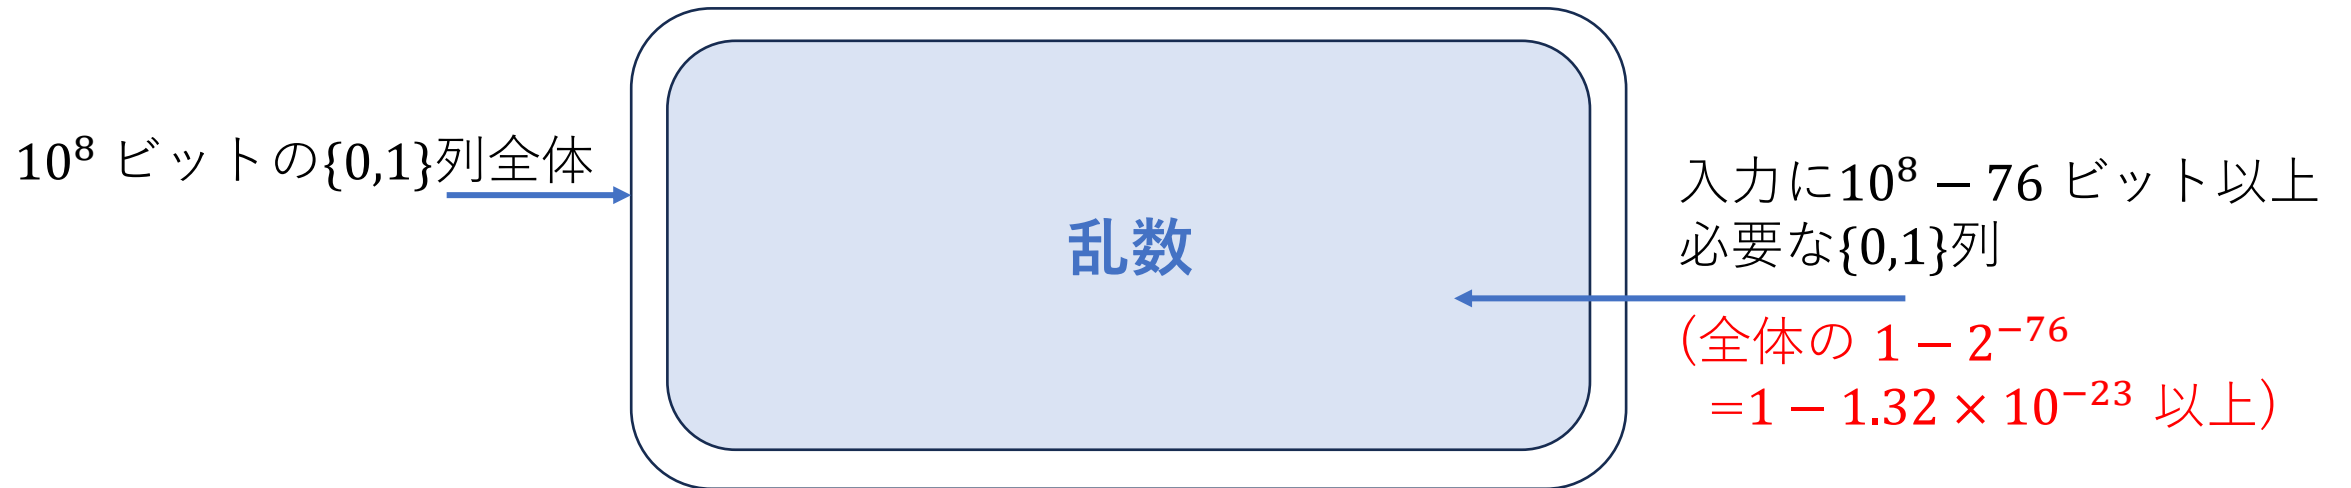 10⁸ ビットの{0,1}列全体
乱数
入力に10⁸ − 76 ビット以上
必要な{0,1}列
(全体の 1 − 2⁻⁷⁶
=1 − 1.32 × 10⁻²³ 以上)